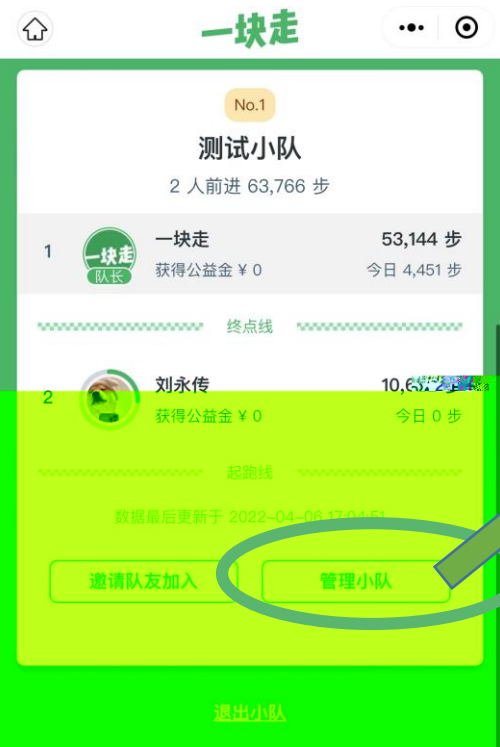 一块走
No.1
测试小队
2 人前进 63,766 步
1
一块走
队长
一块走
53,144 步
获得公益金 ¥ 0
今日 4,451 步
终点线
2
刘永传
获得公益金 ¥ 0
今日 0 步
起跑线
数据最后更新于 2022-04-06 17:04:51
邀请队友加入
管理小队
退出小队